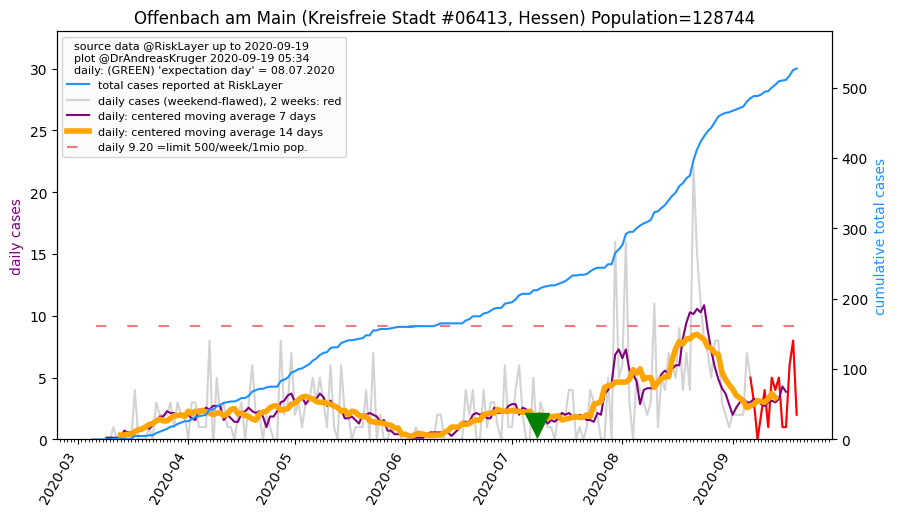 Offenbach am Main (Kreisfreie Stadt #06413, Hessen) Population=128744
source data @RiskLayer up to 2020-09-19
plot @DrAndreasKruger 2020-09-19 05:34
daily: (GREEN) 'expectation day' = 08.07.2020
total cases reported at RiskLayer
daily cases (weekend-flawed), 2 weeks: red
daily: centered moving average 7 days
daily: centered moving average 14 days
daily 9.20 =limit 500/week/1mio pop.
daily cases
30
25
20
15
10
5
0
cumulative total cases
500
400
300
200
100
0
2020-03
2020-04
2020-05
2020-06
2020-07
2020-08
2020-09